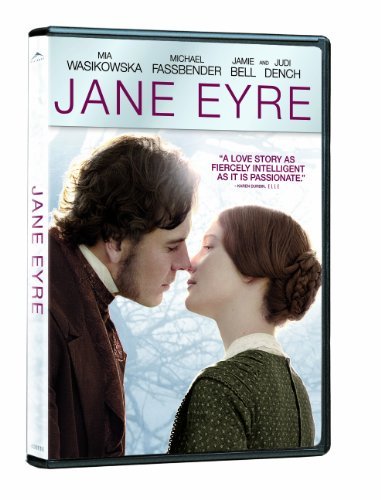 MIA WASIKOWSKA
MICHAEL FASSBENDER
JAMIE BELL AND JUDI DENCH
JANE EYRE
"A LOVE STORY AS
FIERCELY INTELLIGENT
AS IT IS PASSIONATE."
- KAREN DURBIN, ELLE
JANE EYRE